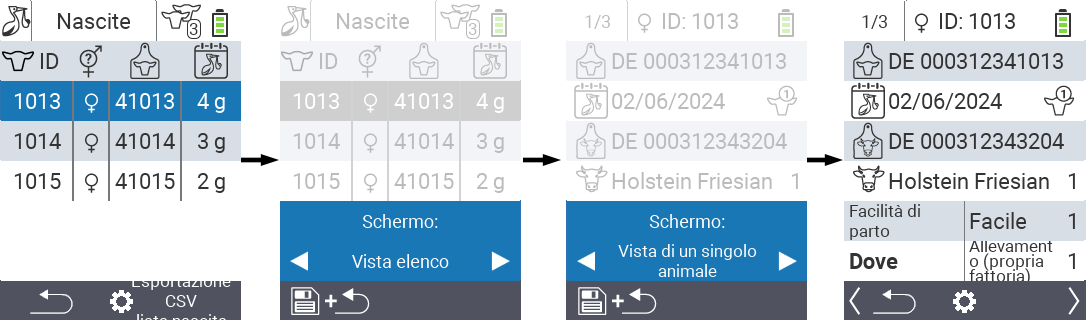 Nascite
3
ID
1013 41013 4 g
1014 41014 3 g
1015 41015 2 g
Esportazione
CSV
lista nascite
Nascite
3
ID
1013 41013 4 g
1014 41014 3 g
1015 41015 2 g
Schermo:
Vista elenco
+
1/3 ID: 1013
DE 000312341013
02/06/2024 1
DE 000312343204
Holstein Friesian 1
Schermo:
Vista di un singolo
animale
+
1/3 ID: 1013
DE 000312341013
02/06/2024 1
DE 000312343204
Holstein Friesian 1
Facilità di
parto
Facile 1
Dove
Allevament
o (propria
fattoria)
1